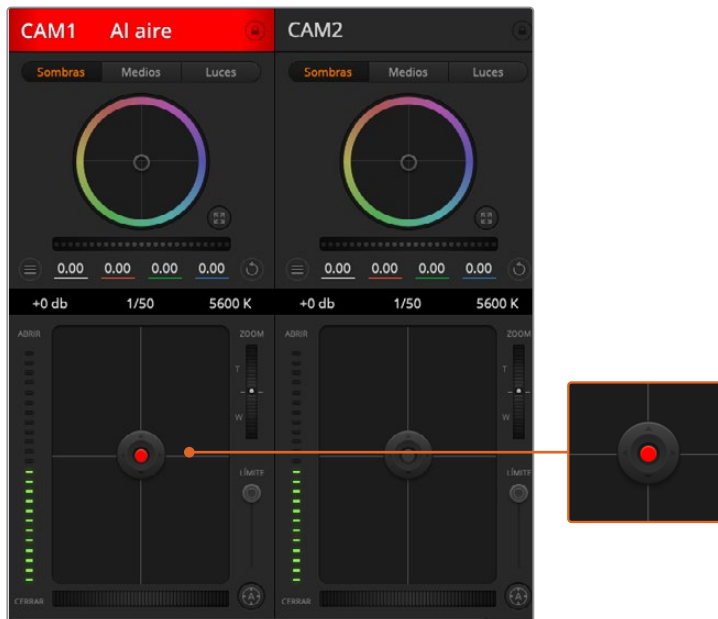 CAM1 Al aire
Sombras Medios Luces
0.00 0.00 0.00 0.00
+0 db 1/50 5600 K
ABRIR ZOOM
T
W
LÍMITE
CERRAR A
CAM2
Sombras Medios Luces
0.00 0.00 0.00 0.00
+0 db 1/50 5600 K
ABRIR ZOOM
T
W
LÍMITE
CERRAR A